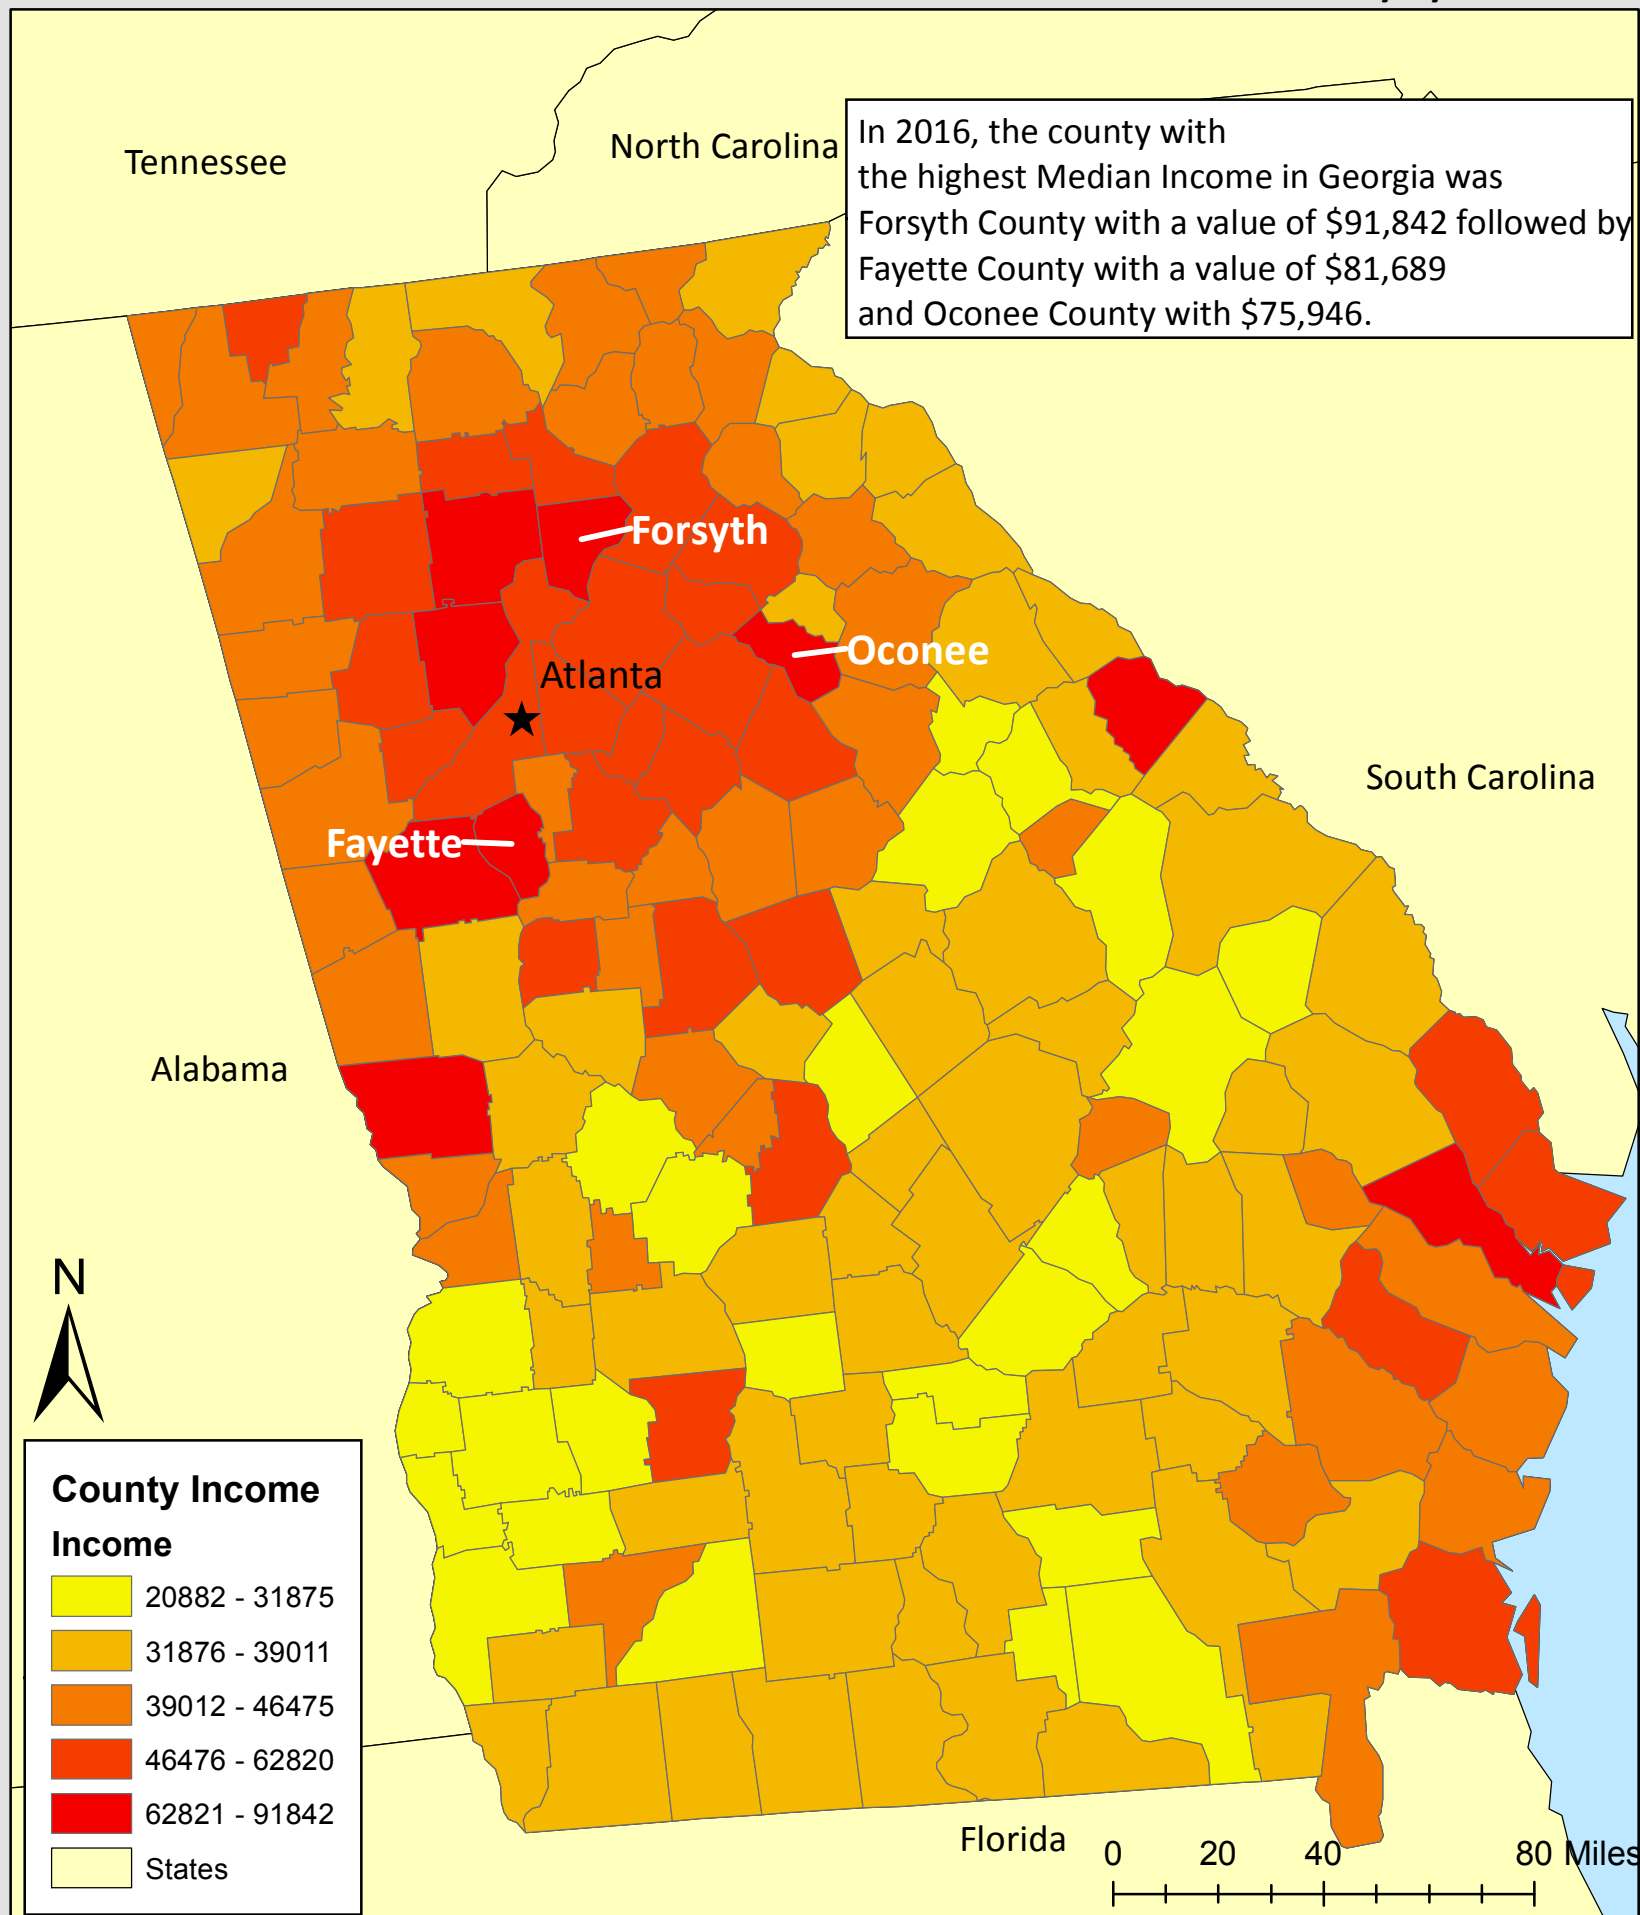 Tennessee
North Carolina
In 2016, the county with
the highest Median Income in Georgia was
Forsyth County with a value of $91,842 followed by
Fayette County with a value of $81,689
and Oconee County with $75,946.
Forsyth
Oconee
Atlanta
South Carolina
Fayette
Alabama
N
County Income
Income
20882 - 31875
31876 - 39011
39012 - 46475
46476 - 62820
62821 - 91842
States
Florida
0 20 40 80 Miles